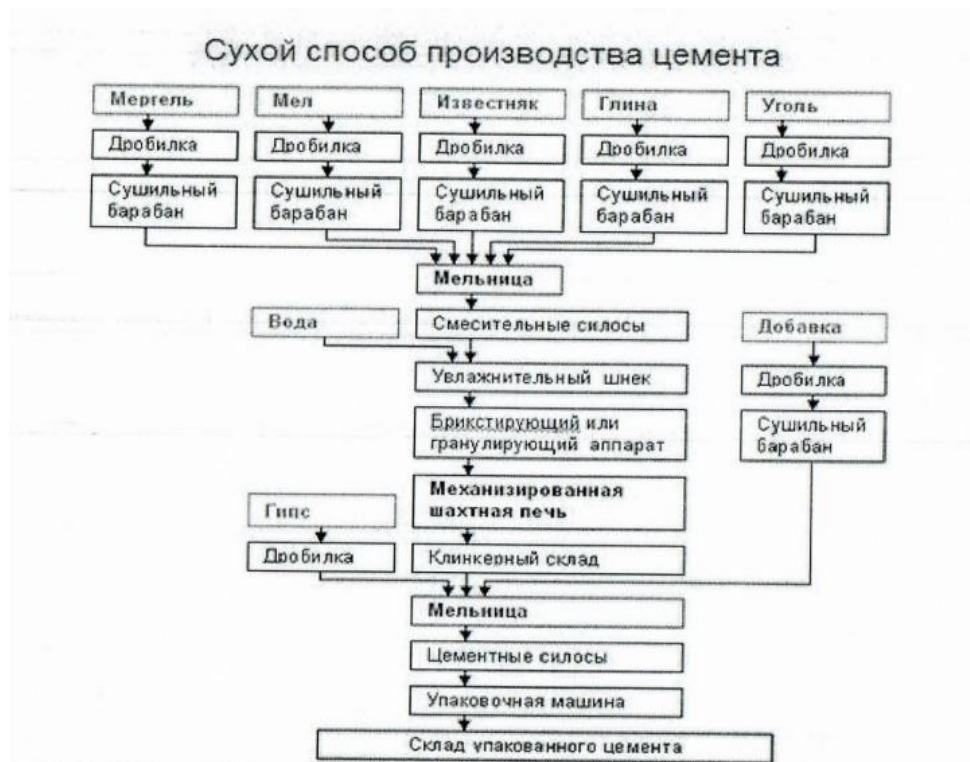 Сухой способ производства цемента
Мергель
Мел
Известняк
Глина
Уголь
Дробилка
Дробилка
Дробилка
Дробилка
Дробилка
Сушильный
барабан
Сушильный
барабан
Сушильный
барабан
Сушильный
барабан
Сушильный
барабан
Мельница
Вода
Смесительные силосы
Добавка
Увлажнительный шнек
Дробилка
Брикстирующий или
гранулирующий аппарат
Сушильный
барабан
Механизированная
шахтная печь
Гипс
Дробилка
Клинкерный склад
Мельница
Цементные силосы
Упаковочная машина
Склад упакованного цемента